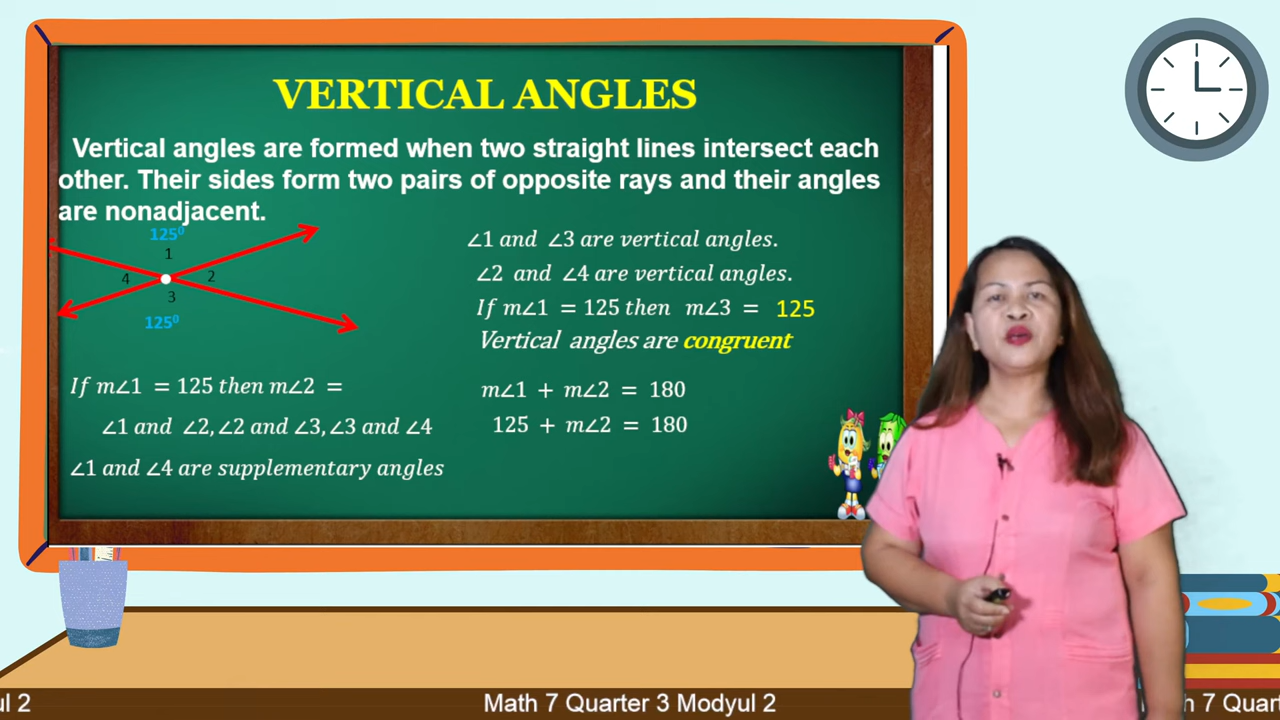 VERTICAL ANGLES
Vertical angles are formed when two straight lines intersect each
other. Their sides form two pairs of opposite rays and their angles
are nonadjacent.
125⁰
1
4
2
3
125⁰
∠1 and ∠3 are vertical angles.
∠2 and ∠4 are vertical angles.
If m∠1 = 125 then m∠3 = 125
Vertical angles are congruent
If m∠1 = 125 then m∠2 =
∠1 and ∠2, ∠2 and ∠3, ∠3 and ∠4
∠1 and ∠4 are supplementary angles
m∠1 + m∠2 = 180
125 + m∠2 = 180
ul 2
Math 7 Quarter 3 Modyul 2
h 7 Quar